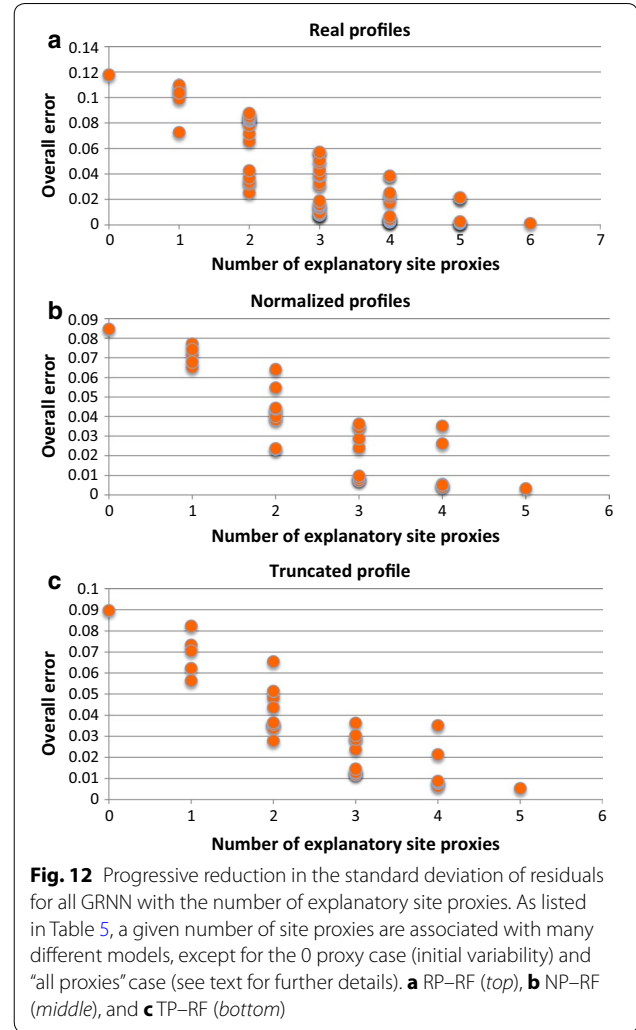 a
Real profiles
0.14
0.12
0.1
0.08
0.06
0.04
0.02
0
Overall error
0 1 2 3 4 5 6 7
Number of explanatory site proxies
b
Normalized profiles
0.09
0.08
0.07
0.06
0.05
0.04
0.03
0.02
0.01
0
Overall error
0 1 2 3 4 5 6
Number of explanatory site proxies
c
Truncated profile
0.1
0.09
0.08
0.07
0.06
0.05
0.04
0.03
0.02
0.01
0
Overall error
0 1 2 3 4 5 6
Number of explanatory site proxies
Fig. 12 Progressive reduction in the standard deviation of residuals
for all GRNN with the number of explanatory site proxies. As listed
in Table 5, a given number of site proxies are associated with many
different models, except for the 0 proxy case (initial variability) and
“all proxies” case (see text for further details). a RP–RF (top), b NP–RF
(middle), and c TP–RF (bottom)